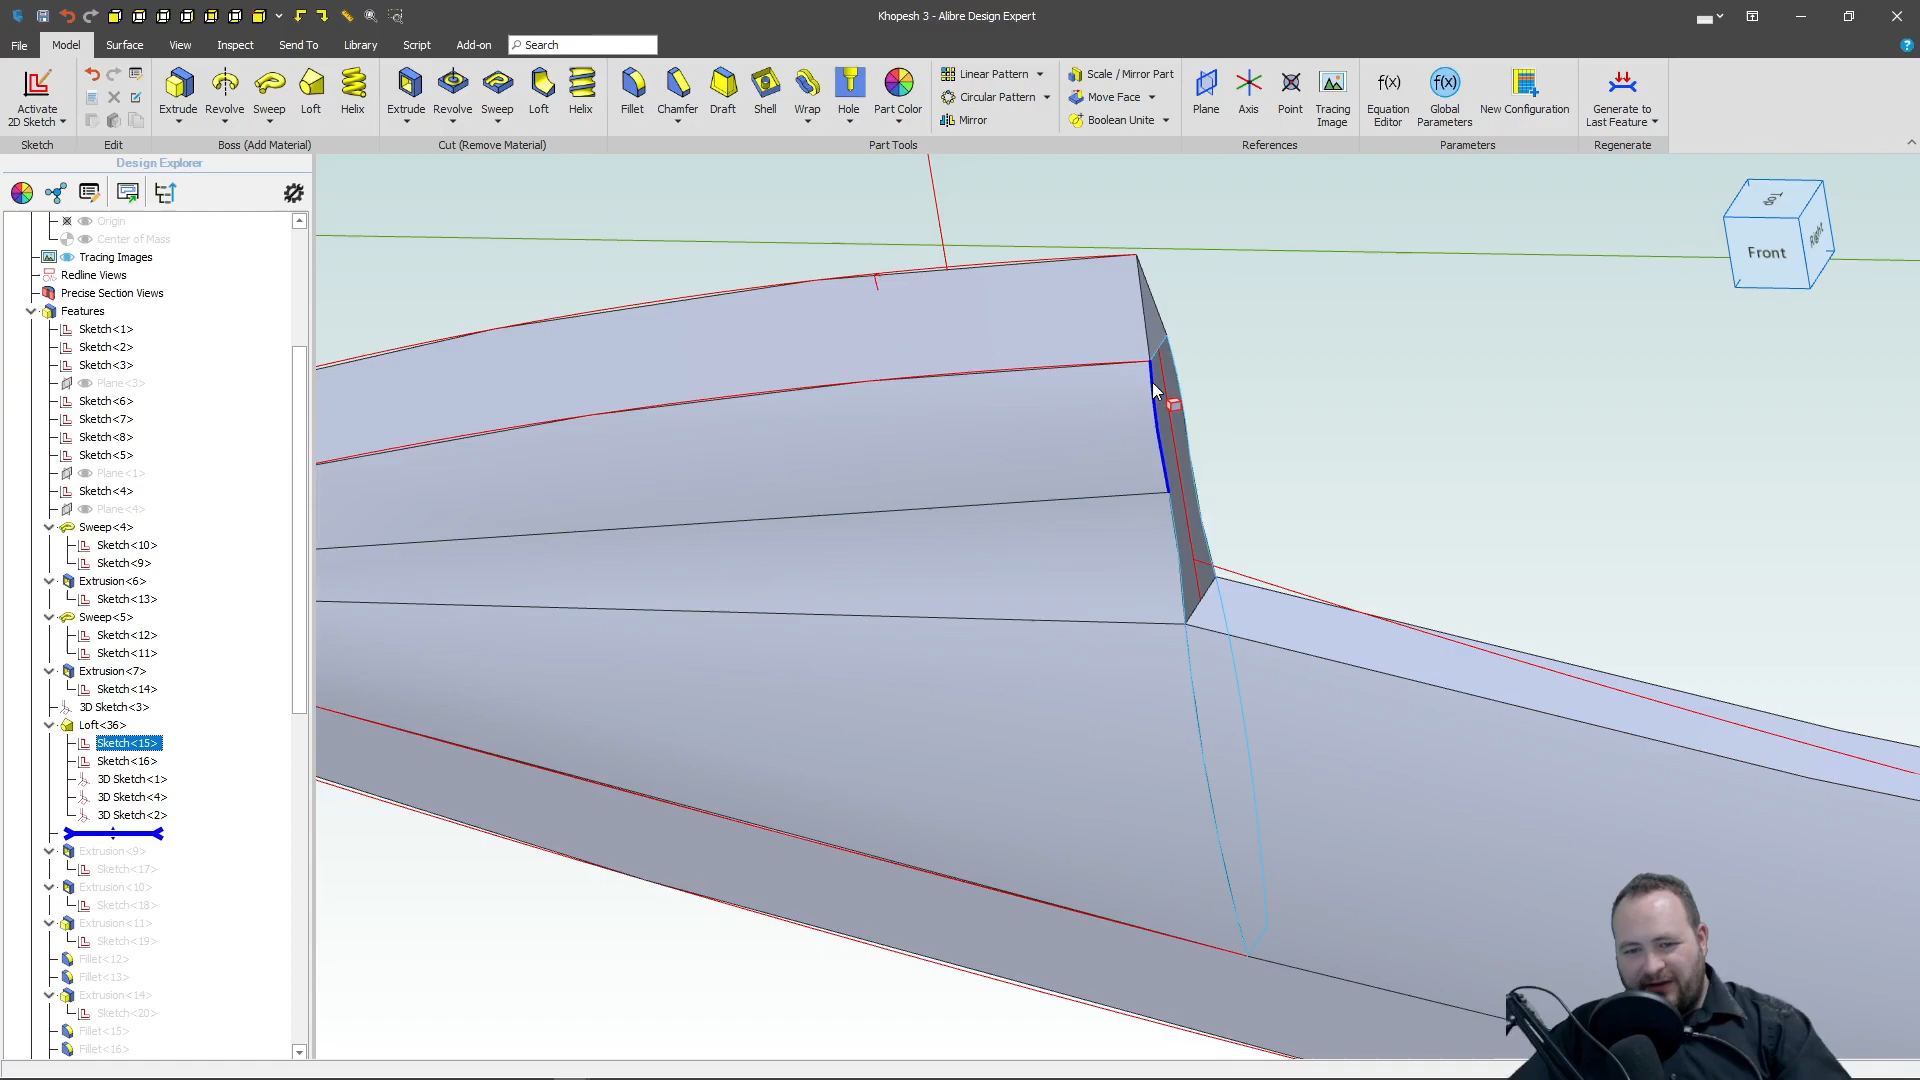 Khopesh 3 - Alibre Design Expert
File Model Surface View Inspect Send To Library Script Add-on Search
Activate
2D Sketch
Extrude Revolve Sweep Loft Helix
Extrude Revolve Sweep Loft Helix
Fillet Chamfer Draft Shell Wrap Hole Part Color
Linear Pattern
Circular Pattern
Mirror
Scale / Mirror Part
Move Face
Boolean Unite
Plane Axis Point Tracing
Image
f(x) Equation
Editor
f(x) Global
Parameters
New Configuration
Generate to
Last Feature
Sketch Edit Boss (Add Material) Cut (Remove Material) Part Tools References Parameters Regenerate
Design Explorer
Origin
Center of Mass
Tracing Images
Redline Views
Precise Section Views
Features
Sketch<1>
Sketch<2>
Sketch<3>
Plane<3>
Sketch<6>
Sketch<7>
Sketch<8>
Sketch<5>
Plane<1>
Sketch<4>
Plane<4>
Sweep<4>
Sketch<10>
Sketch<9>
Extrusion<6>
Sketch<13>
Sweep<5>
Sketch<12>
Sketch<11>
Extrusion<7>
Sketch<14>
3D Sketch<3>
Loft<36>
Sketch<15>
Sketch<16>
3D Sketch<1>
3D Sketch<4>
3D Sketch<2>
Extrusion<9>
Sketch<17>
Extrusion<10>
Sketch<18>
Extrusion<11>
Sketch<19>
Fillet<12>
Fillet<13>
Extrusion<14>
Sketch<20>
Fillet<15>
Fillet<16>
Top
Front
Right